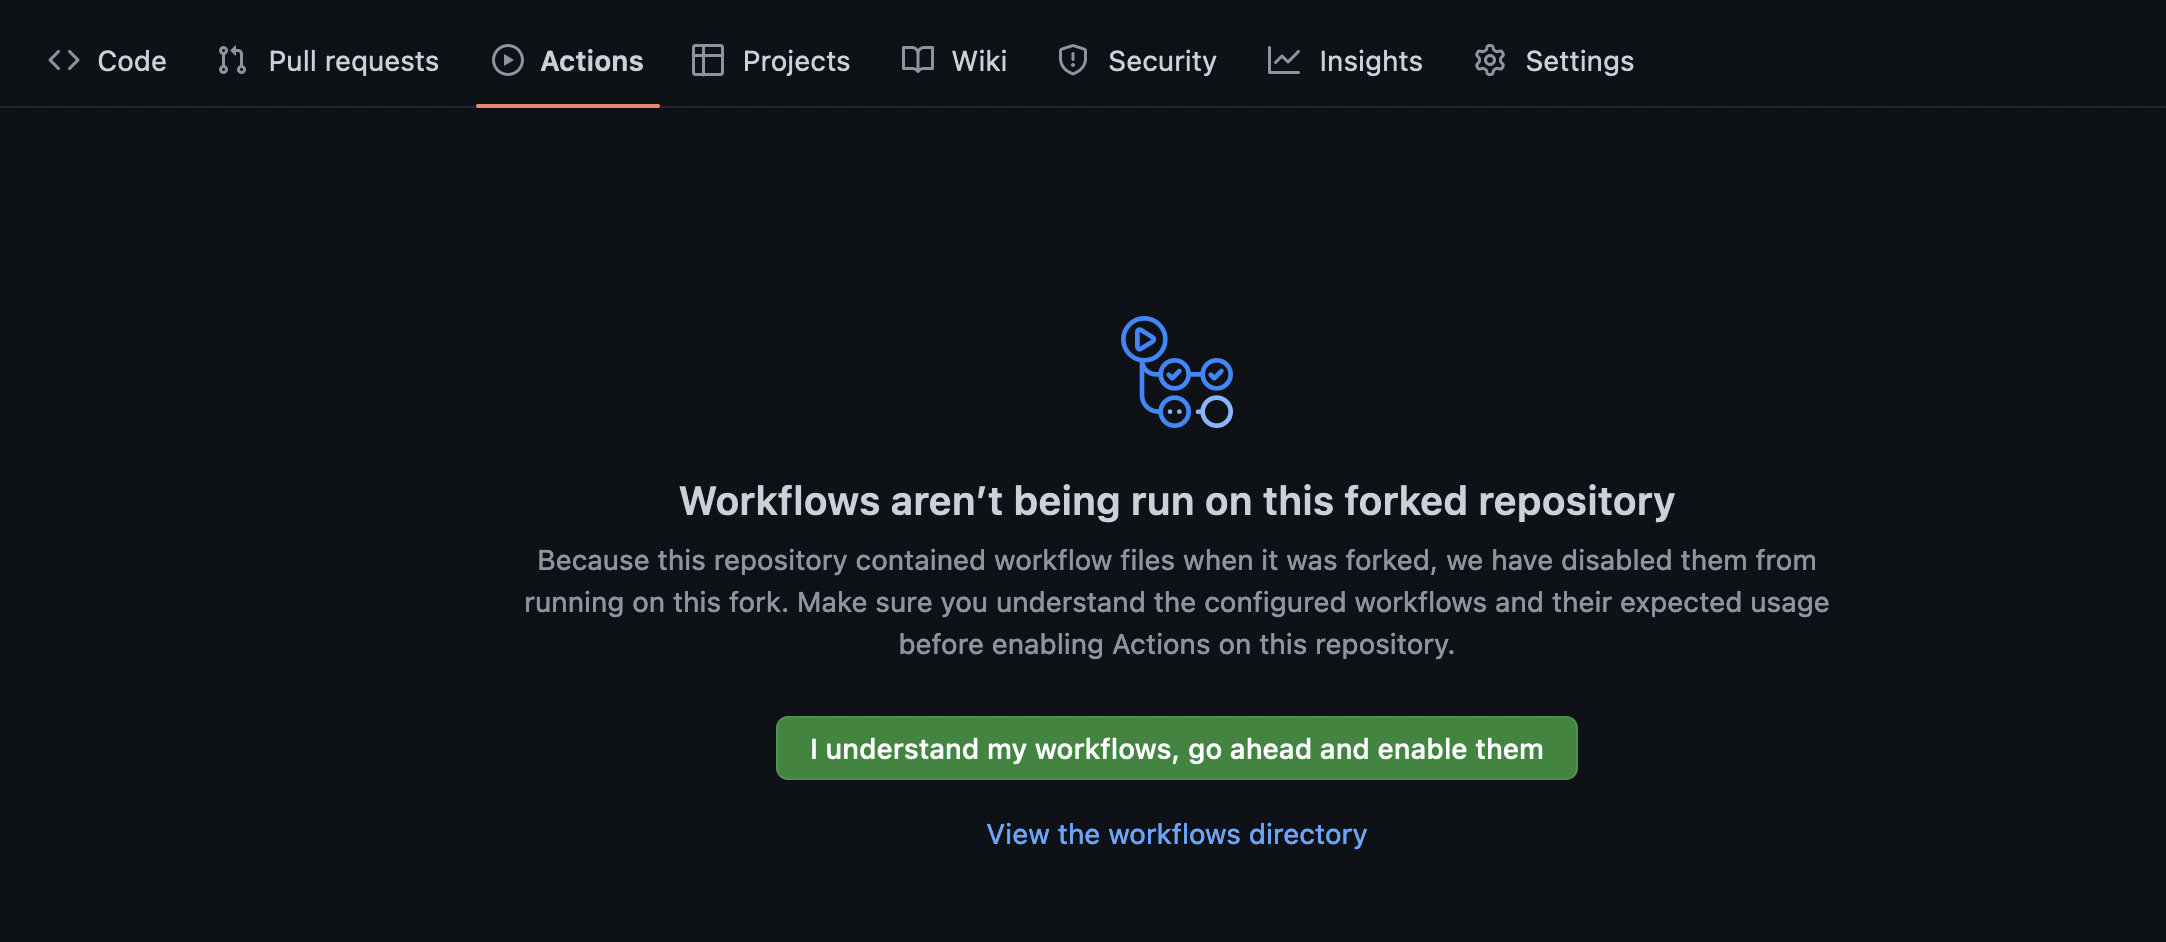 Code Pull requests Actions Projects Wiki Security Insights Settings
Workflows aren’t being run on this forked repository
Because this repository contained workflow files when it was forked, we have disabled them from
running on this fork. Make sure you understand the configured workflows and their expected usage
before enabling Actions on this repository.
I understand my workflows, go ahead and enable them
View the workflows directory